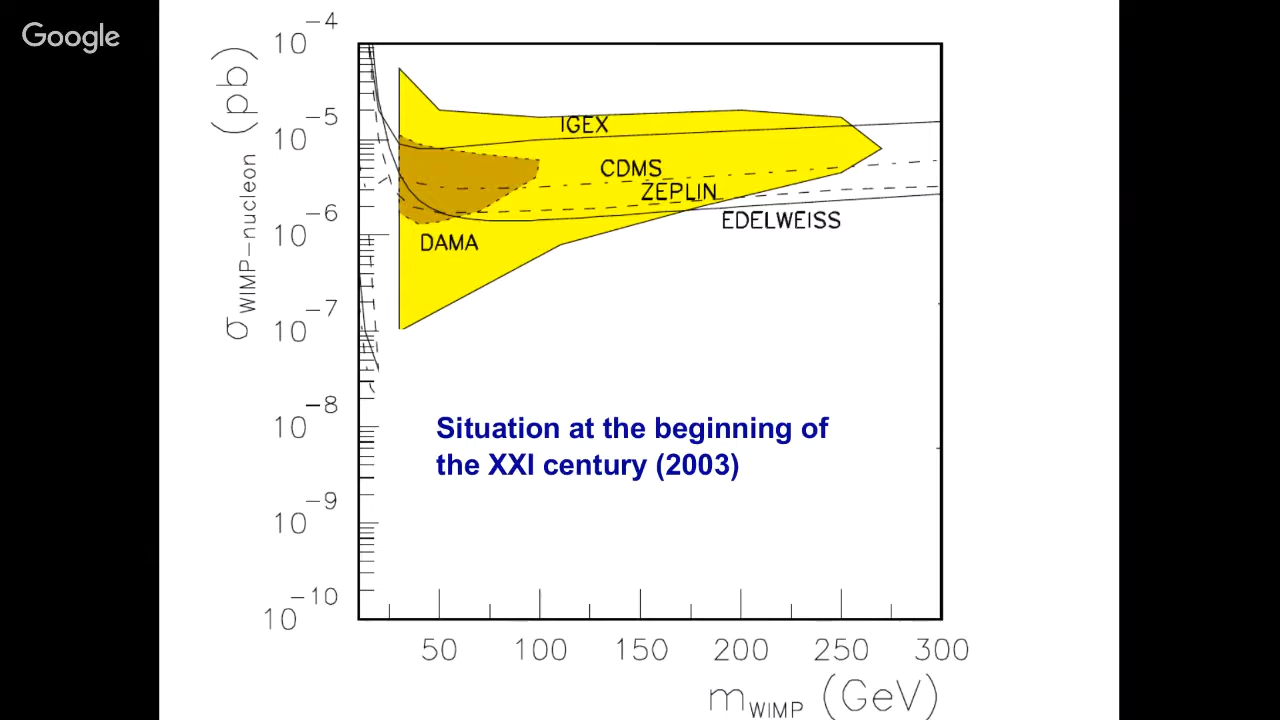 Google
10^-4
10^-5
10^-6
10^-7
10^-8
10^-9
10^-10
σ_WIMP-nucleon (pb)
IGEX
CDMS
ZEPLIN
EDELWEISS
DAMA
Situation at the beginning of
the XXI century (2003)
50 100 150 200 250 300
m_WIMP (GeV)